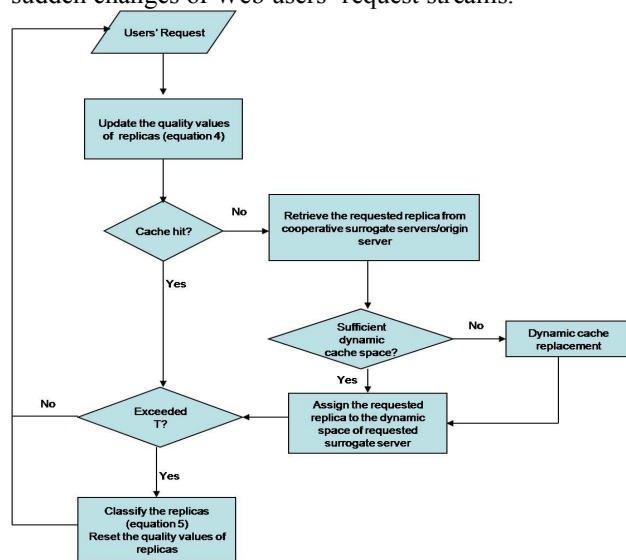 sudden changes of Web users' request streams.
Users' Request
Update the quality values
of replicas (equation 4)
Cache hit?
No
Retrieve the requested replica from
cooperative surrogate servers/origin
server
Yes
Sufficient
dynamic
cache space?
No
Dynamic cache
replacement
Yes
Assign the requested
replica to the dynamic
space of requested
surrogate server
No
Exceeded
T?
Yes
Classify the replicas
(equation 5)
Reset the quality values of
replicas